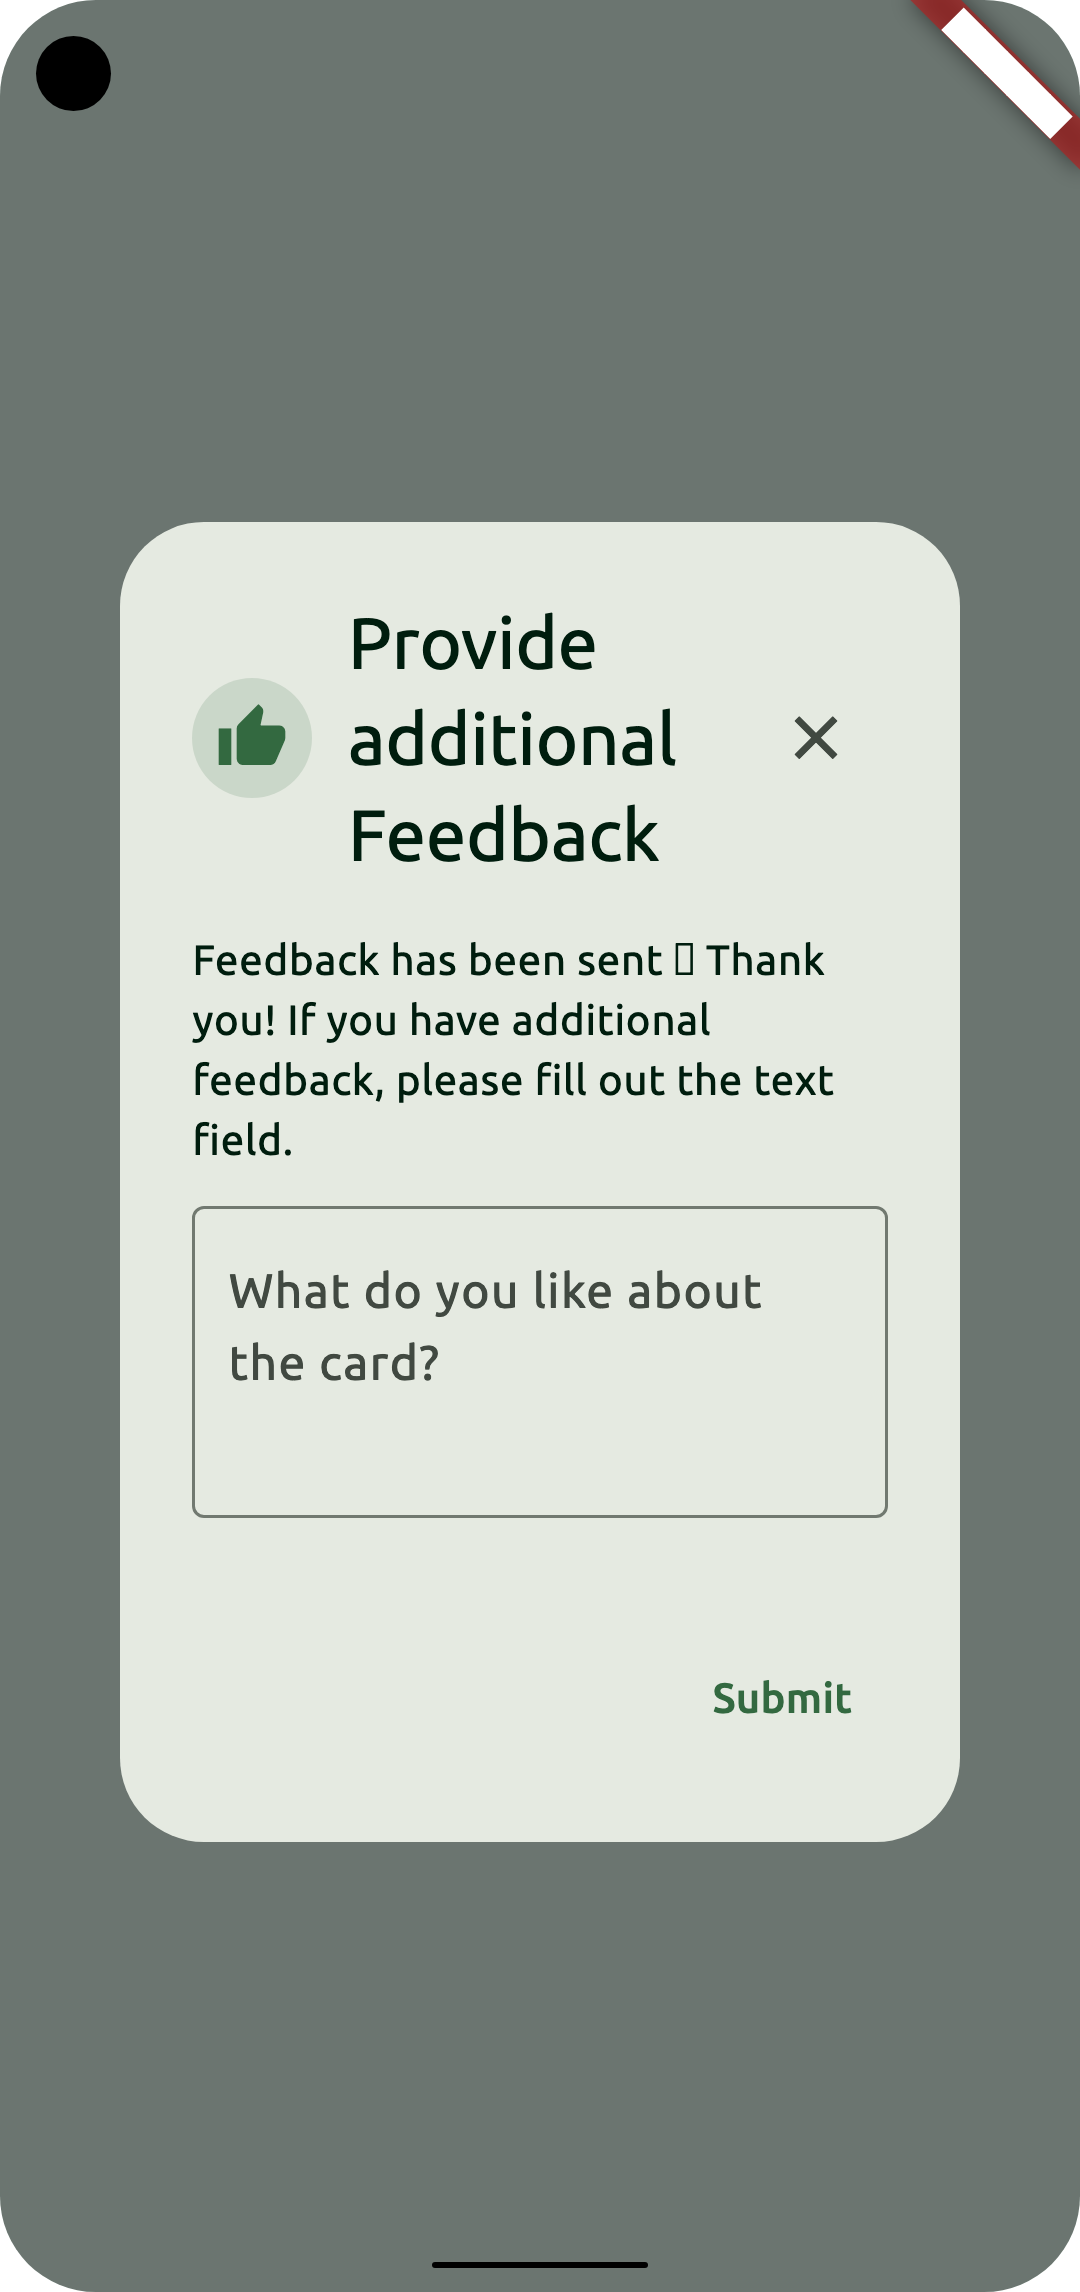 Provide
additional
Feedback
Feedback has been sent ▯ Thank
you! If you have additional
feedback, please fill out the text
field.
What do you like about
the card?
Submit